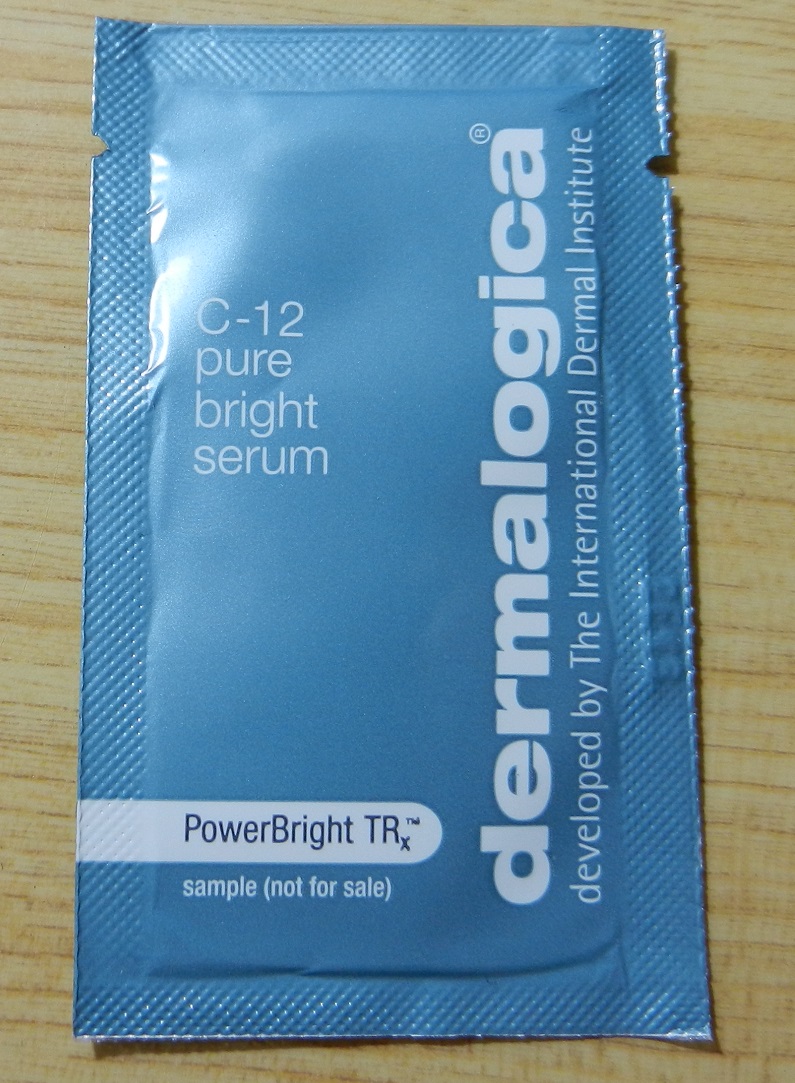 C-12
pure
bright
serum
dermalogica®
developed by The International Dermal Institute
PowerBright TRx™
sample (not for sale)